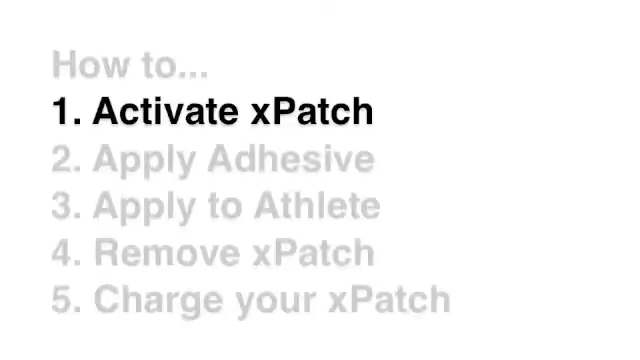 How to...
1. Activate xPatch
2. Apply Adhesive
3. Apply to Athlete
4. Remove xPatch
5. Charge your xPatch